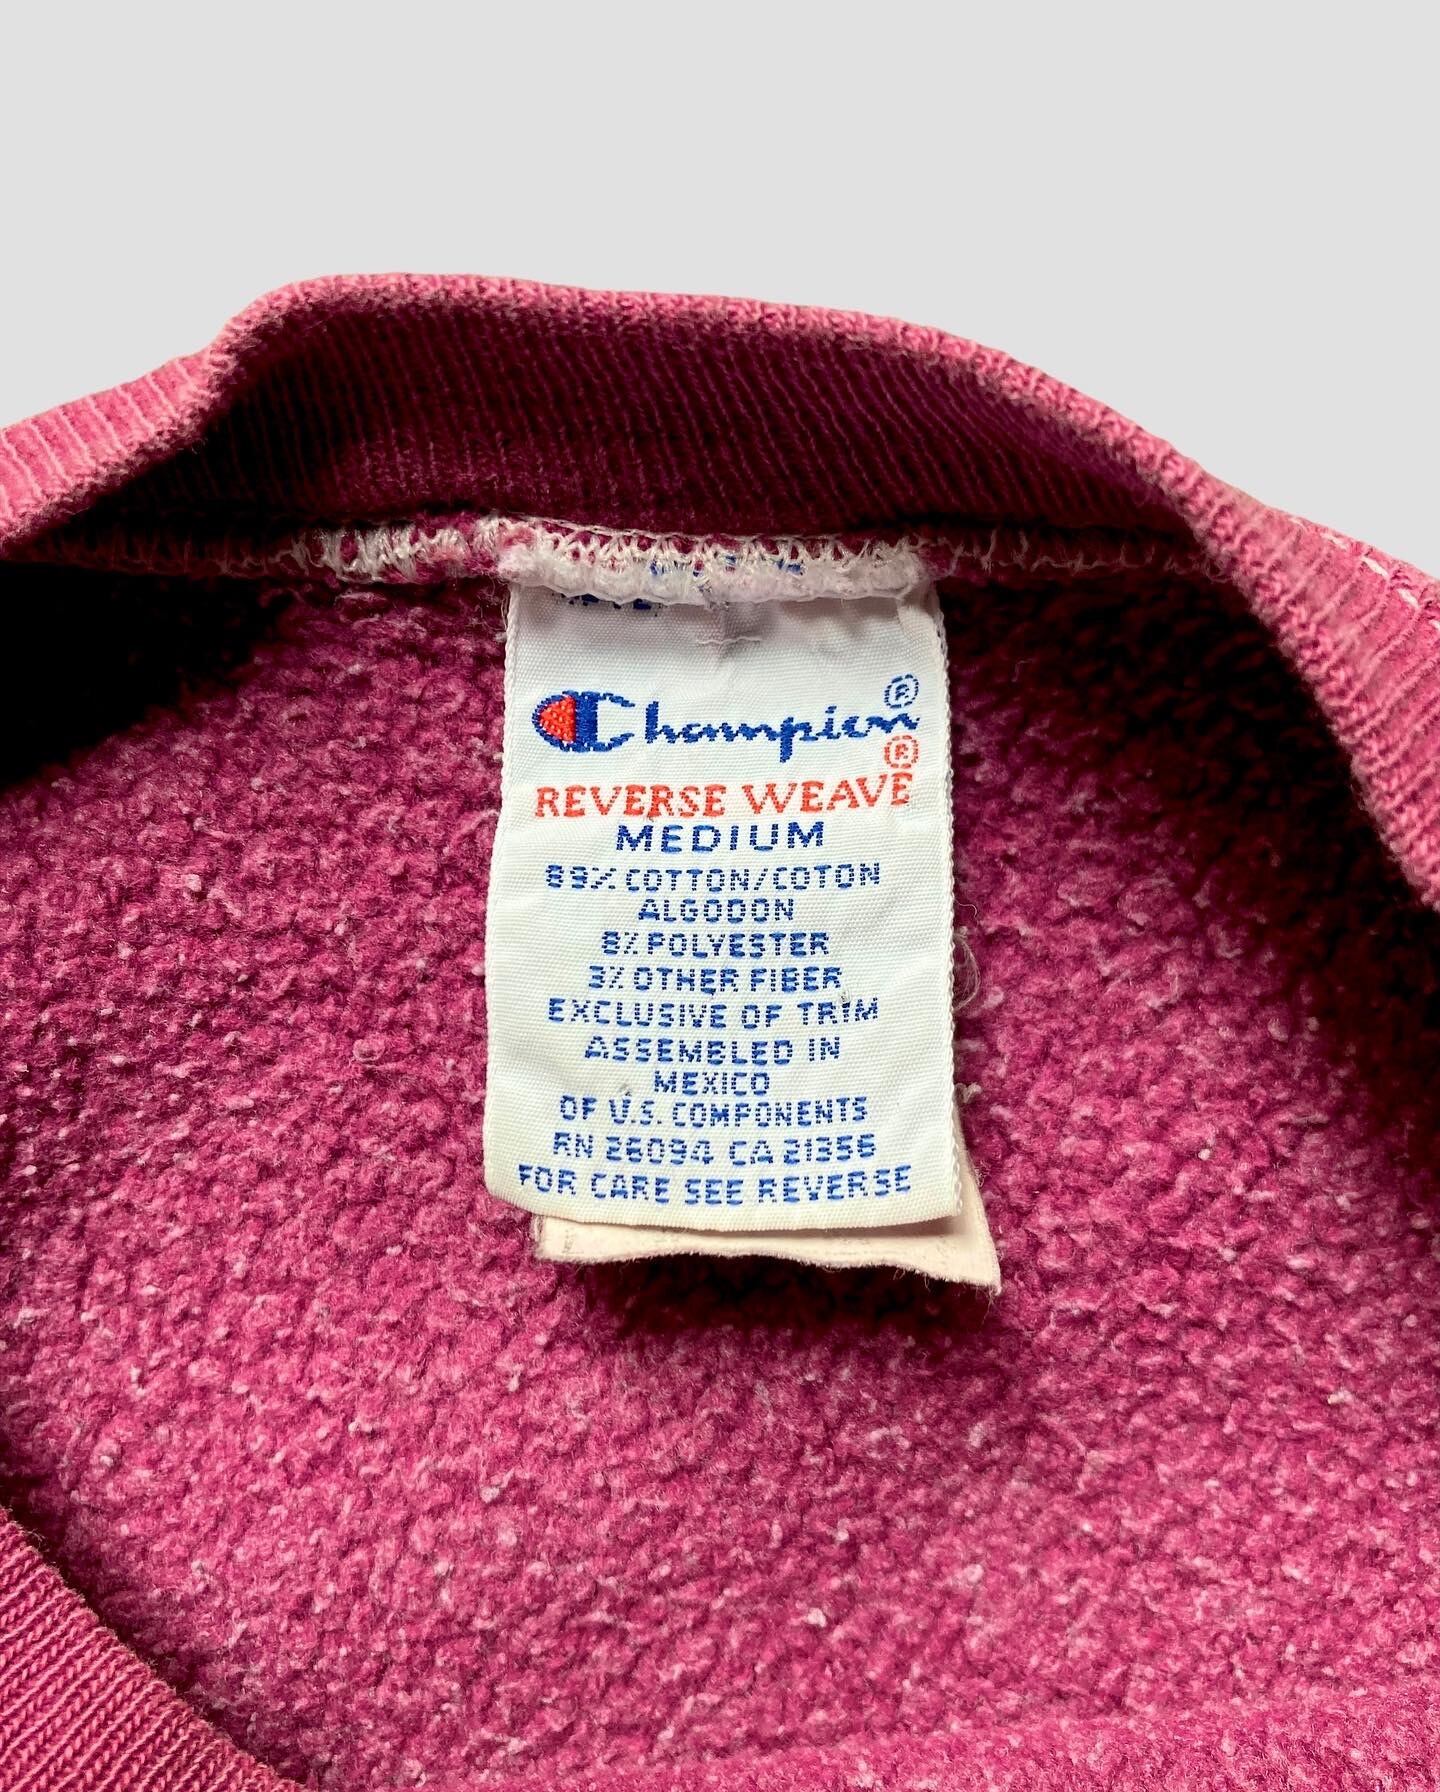 Champion®
®
REVERSE WEAVE
MEDIUM
89% COTTON/COTON
ALGODON
8% POLYESTER
3% OTHER FIBER
EXCLUSIVE OF TRIM
ASSEMBLED IN
MEXICO
OF U.S. COMPONENTS
RN 26094 CA 21356
FOR CARE SEE REVERSE